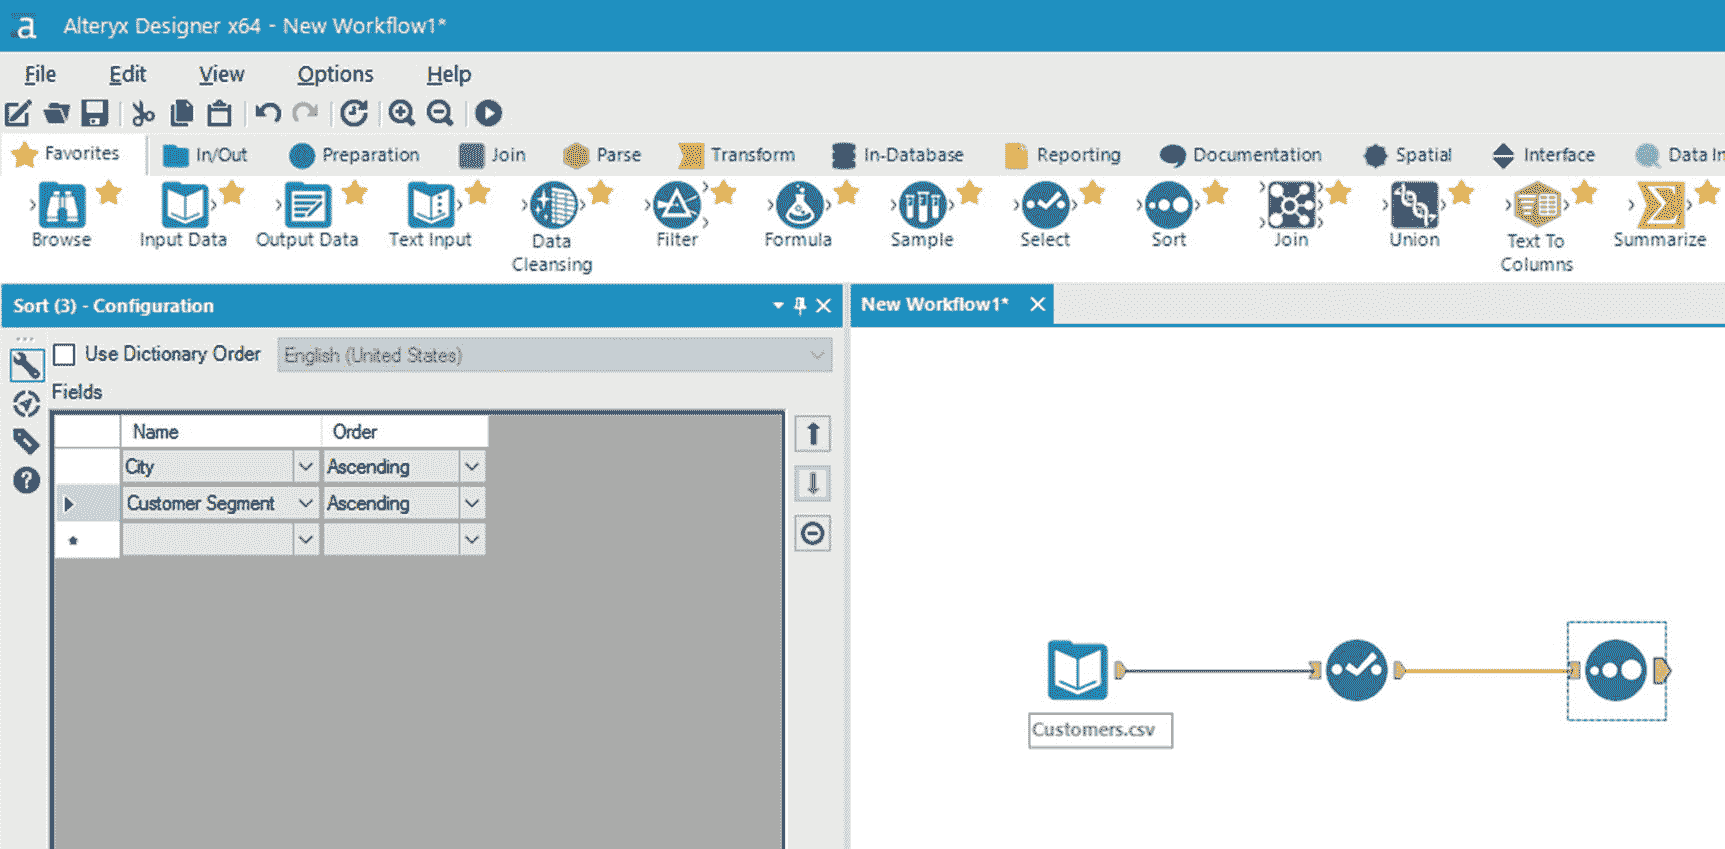 a Alteryx Designer x64 - New Workflow1*
File Edit View Options Help
Favorites In/Out Preparation Join Parse Transform In-Database Reporting Documentation Spatial Interface Data In
Browse Input Data Output Data Text Input Data Cleansing Filter Formula Sample Select Sort Join Union Text To Columns Summarize
Sort (3) - Configuration
Use Dictionary Order English (United States)
Fields
Name Order
City Ascending
Customer Segment Ascending
New Workflow1*
Customers.csv